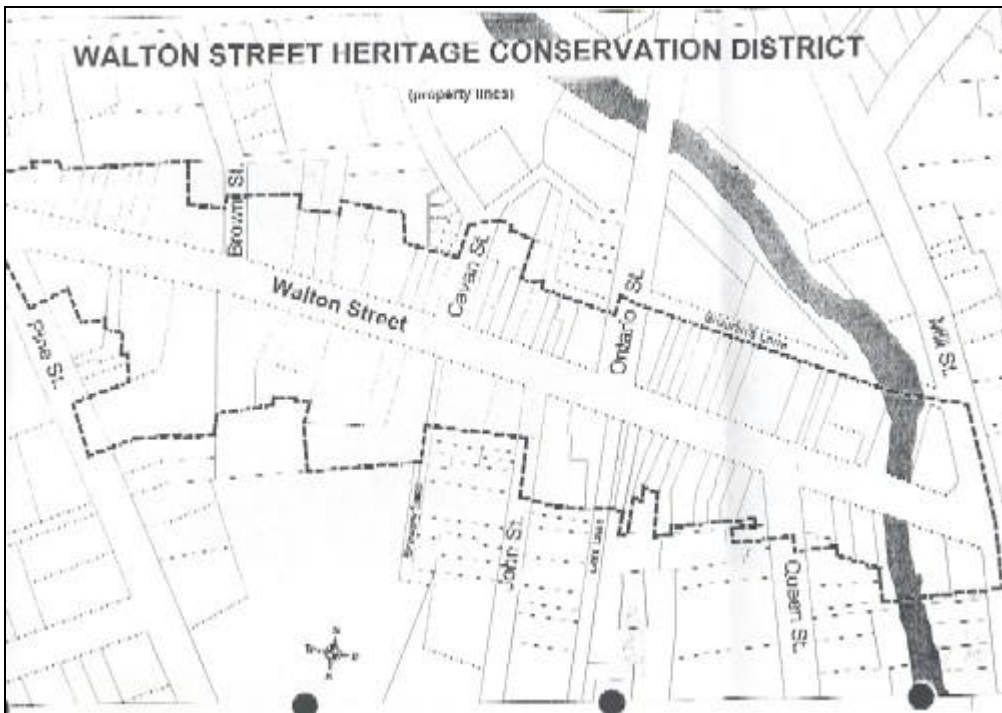 WALTON STREET HERITAGE CONSERVATION DISTRICT
(property lines)
Brown St.
Cavan St.
Walton Street
Ontario St.
Mill St.
Pine St.
John St.
Queen St.